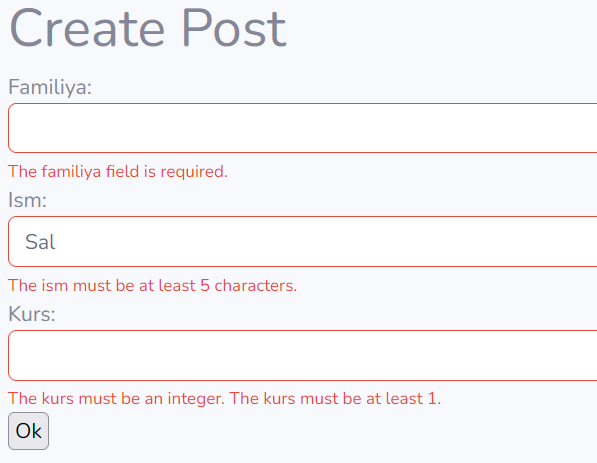 Create Post
Familiya:
The familiya field is required.
Ism:
Sal
The ism must be at least 5 characters.
Kurs:
The kurs must be an integer. The kurs must be at least 1.
Ok